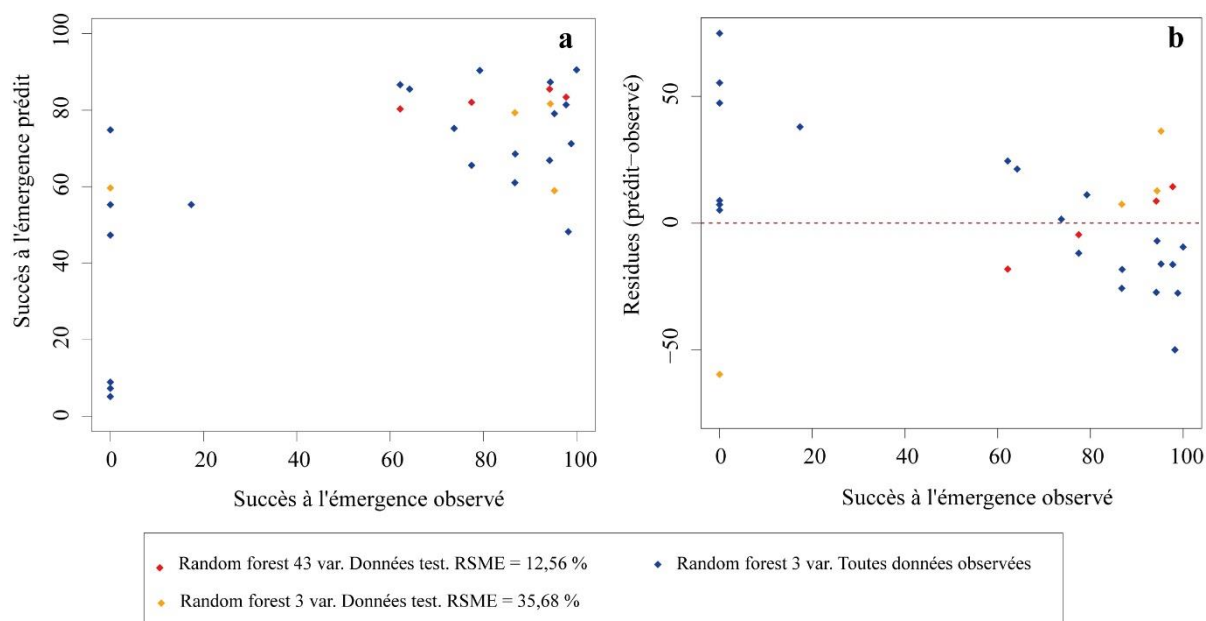 a
100
80
60
40
20
0
Succès à l'émergence prédit
0 20 40 60 80 100
Succès à l'émergence observé
b
50
0
−50
Residues (prédit−observé)
0 20 40 60 80 100
Succès à l'émergence observé
Random forest 43 var. Données test. RSME = 12,56 %
Random forest 3 var. Toutes données observées
Random forest 3 var. Données test. RSME = 35,68 %